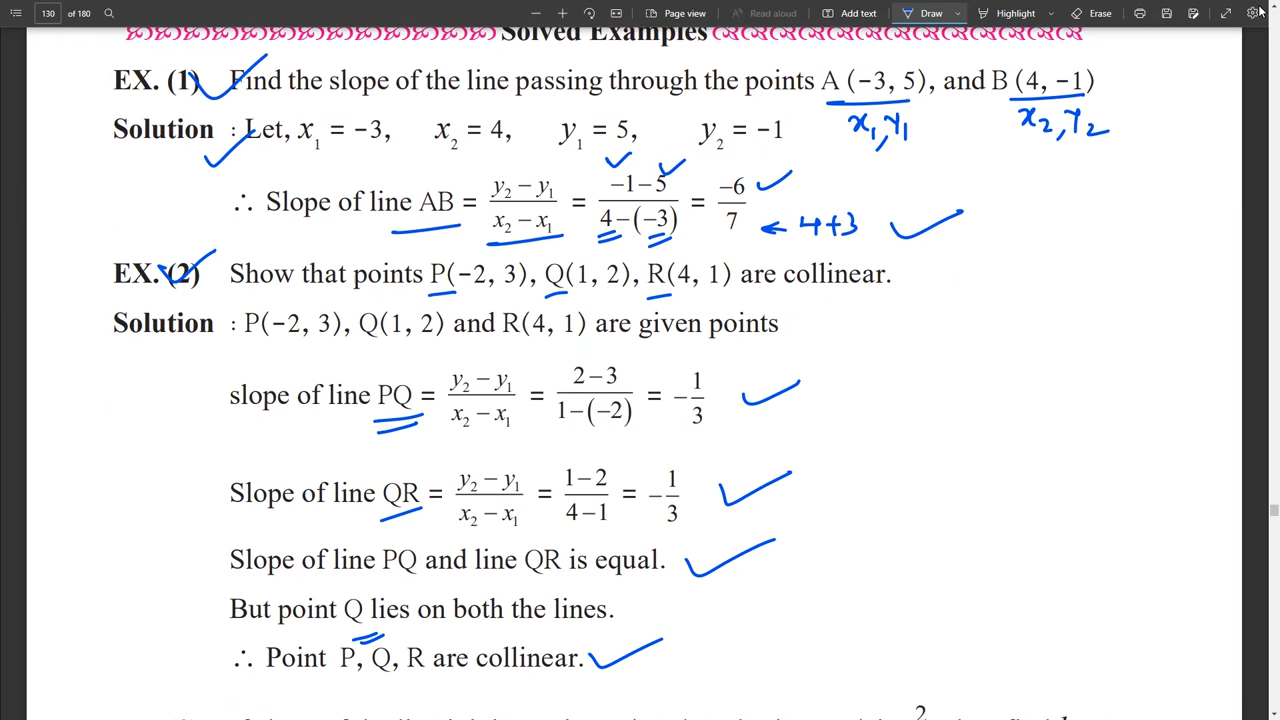 130 of 180 Page view Read aloud Add text Draw Highlight Erase
Solved Examples
EX. (1) Find the slope of the line passing through the points A (−3, 5), and B (4, −1)
x₁, y₁ x₂, y₂
Solution : Let, x₁ = −3, x₂ = 4, y₁ = 5, y₂ = −1
∴ Slope of line AB = (y₂ − y₁)/(x₂ − x₁) = (−1−5)/(4−(−3)) = −6/7 ← 4+3
EX. (2) Show that points P(−2, 3), Q(1, 2), R(4, 1) are collinear.
Solution : P(−2, 3), Q(1, 2) and R(4, 1) are given points
slope of line PQ = (y₂ − y₁)/(x₂ − x₁) = (2−3)/(1−(−2)) = −1/3
Slope of line QR = (y₂ − y₁)/(x₂ − x₁) = (1−2)/(4−1) = −1/3
Slope of line PQ and line QR is equal.
But point Q lies on both the lines.
∴ Point P, Q, R are collinear.
2